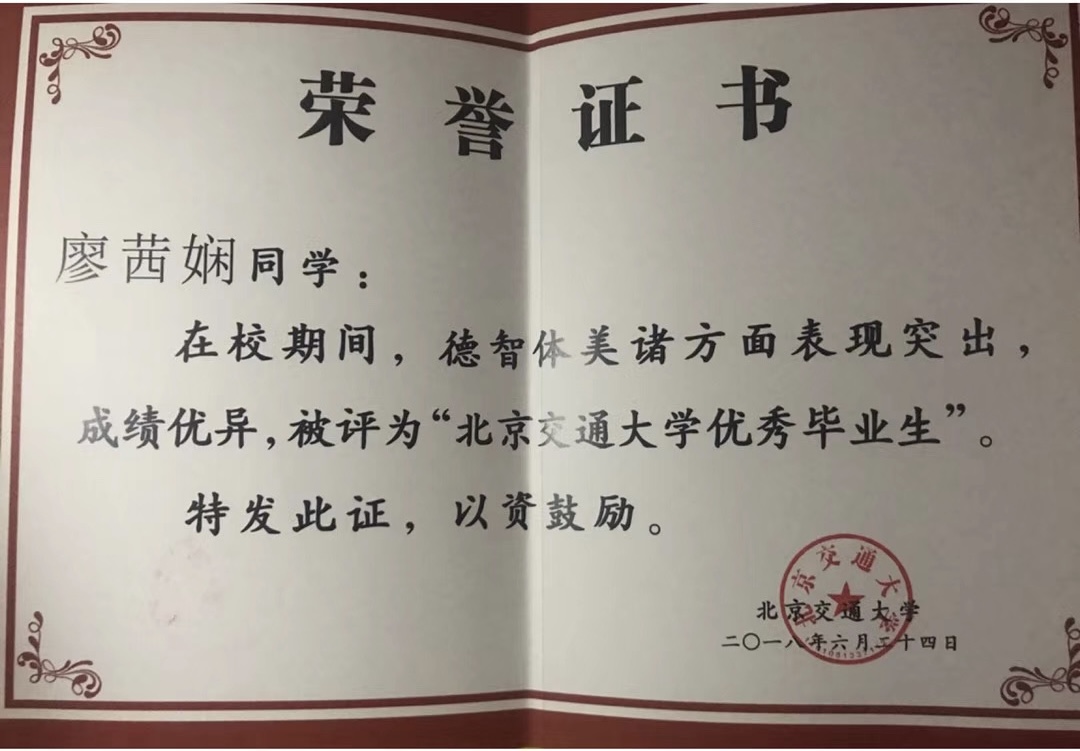 荣誉证书
廖茜娴同学：
在校期间，德智体美诸方面表现突出，
成绩优异，被评为“北京交通大学优秀毕业生”。
特发此证，以资鼓励。
北京交通大学
北京交通大学
二〇一八年六月二十四日